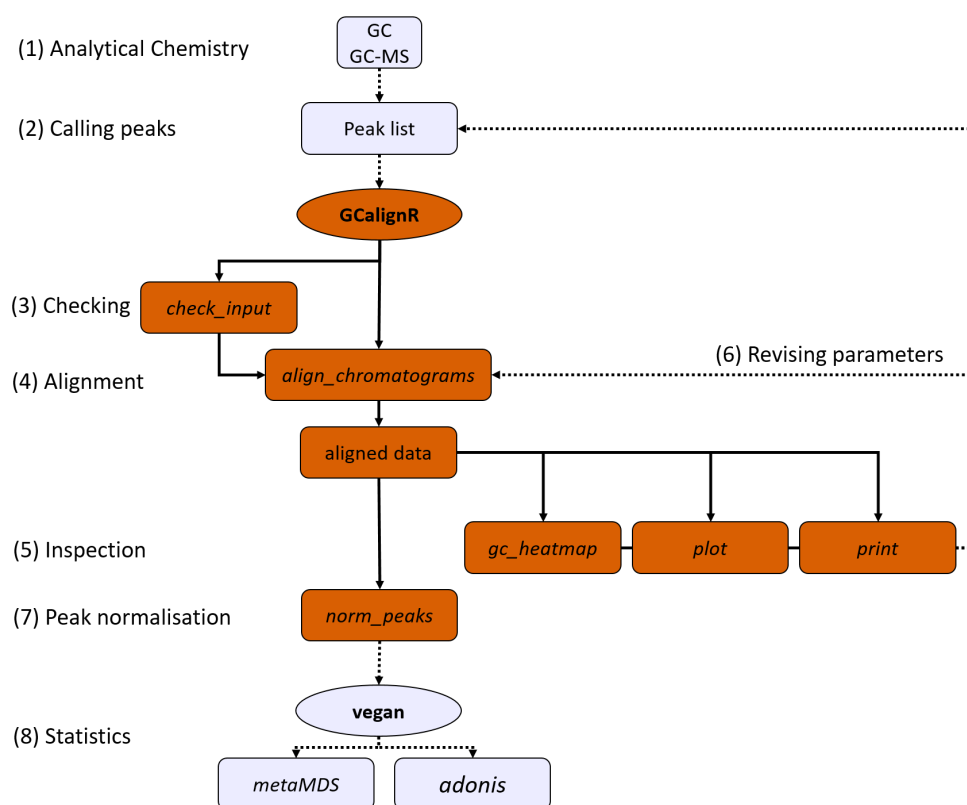 (1) Analytical Chemistry
GC
GC-MS
(2) Calling peaks
Peak list
GCalignR
(3) Checking
check_input
(6) Revising parameters
(4) Alignment
align_chromatograms
aligned data
(5) Inspection
gc_heatmap
plot
print
(7) Peak normalisation
norm_peaks
vegan
(8) Statistics
metaMDS
adonis